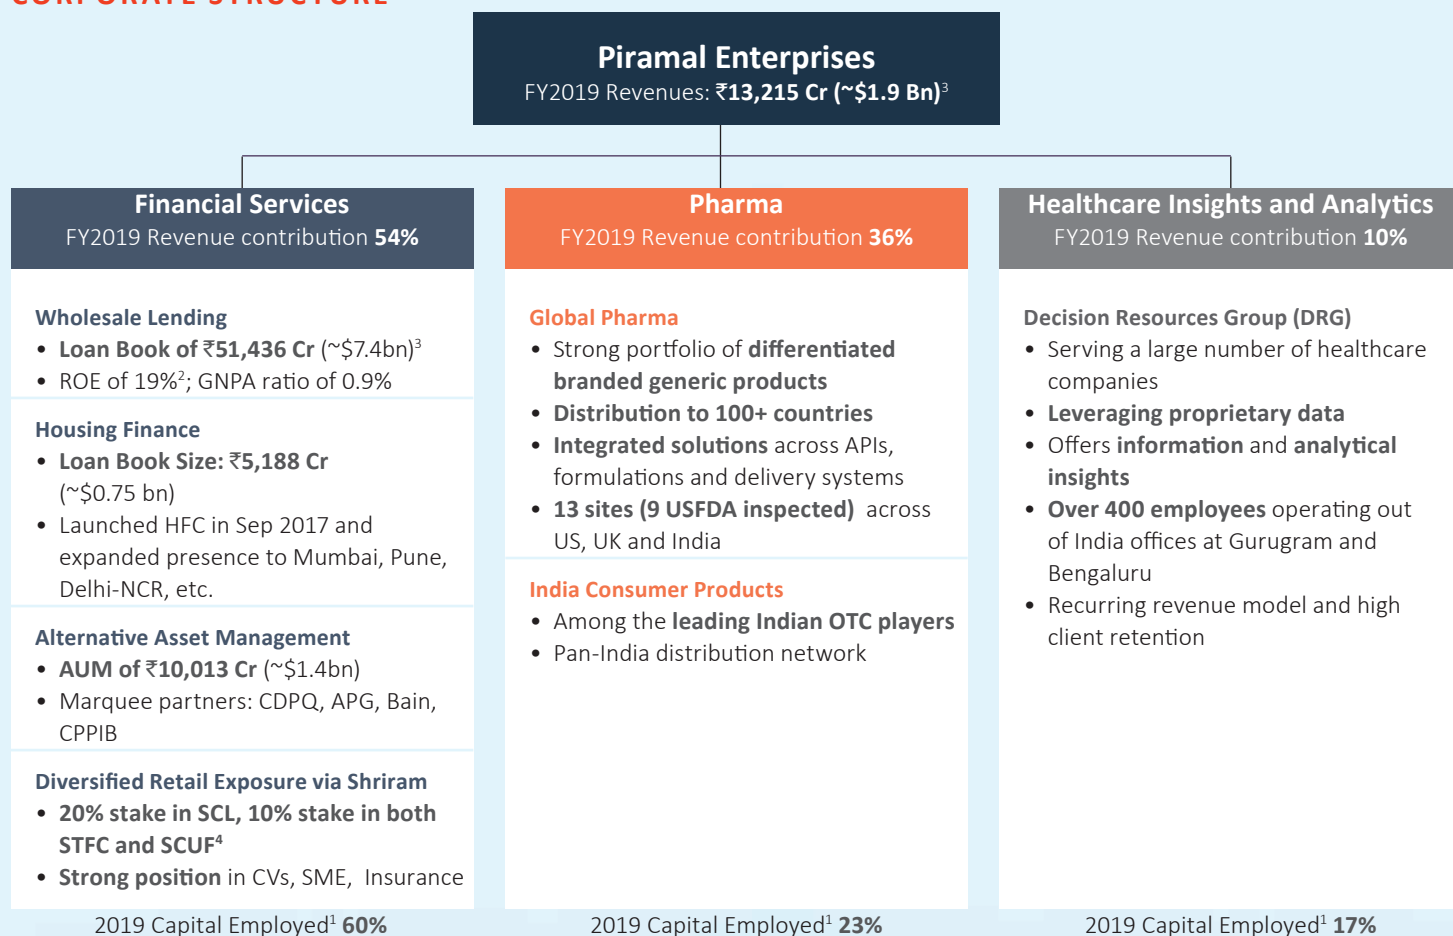 CORPORATE STRUCTURE
Piramal Enterprises
FY2019 Revenues: ₹13,215 Cr (~$1.9 Bn)³
Financial Services
FY2019 Revenue contribution 54%
Wholesale Lending
• Loan Book of ₹51,436 Cr (~$7.4bn)³
• ROE of 19%²; GNPA ratio of 0.9%
Housing Finance
• Loan Book Size: ₹5,188 Cr
(~$0.75 bn)
• Launched HFC in Sep 2017 and
expanded presence to Mumbai, Pune,
Delhi-NCR, etc.
Alternative Asset Management
• AUM of ₹10,013 Cr (~$1.4bn)
• Marquee partners: CDPQ, APG, Bain,
CPPIB
Diversified Retail Exposure via Shriram
• 20% stake in SCL, 10% stake in both
STFC and SCUF⁴
• Strong position in CVs, SME, Insurance
2019 Capital Employed¹ 60%
Pharma
FY2019 Revenue contribution 36%
Global Pharma
• Strong portfolio of differentiated
branded generic products
• Distribution to 100+ countries
• Integrated solutions across APIs,
formulations and delivery systems
• 13 sites (9 USFDA inspected) across
US, UK and India
India Consumer Products
• Among the leading Indian OTC players
• Pan-India distribution network
2019 Capital Employed¹ 23%
Healthcare Insights and Analytics
FY2019 Revenue contribution 10%
Decision Resources Group (DRG)
• Serving a large number of healthcare
companies
• Leveraging proprietary data
• Offers information and analytical
insights
• Over 400 employees operating out
of India offices at Gurugram and
Bengaluru
• Recurring revenue model and high
client retention
2019 Capital Employed¹ 17%